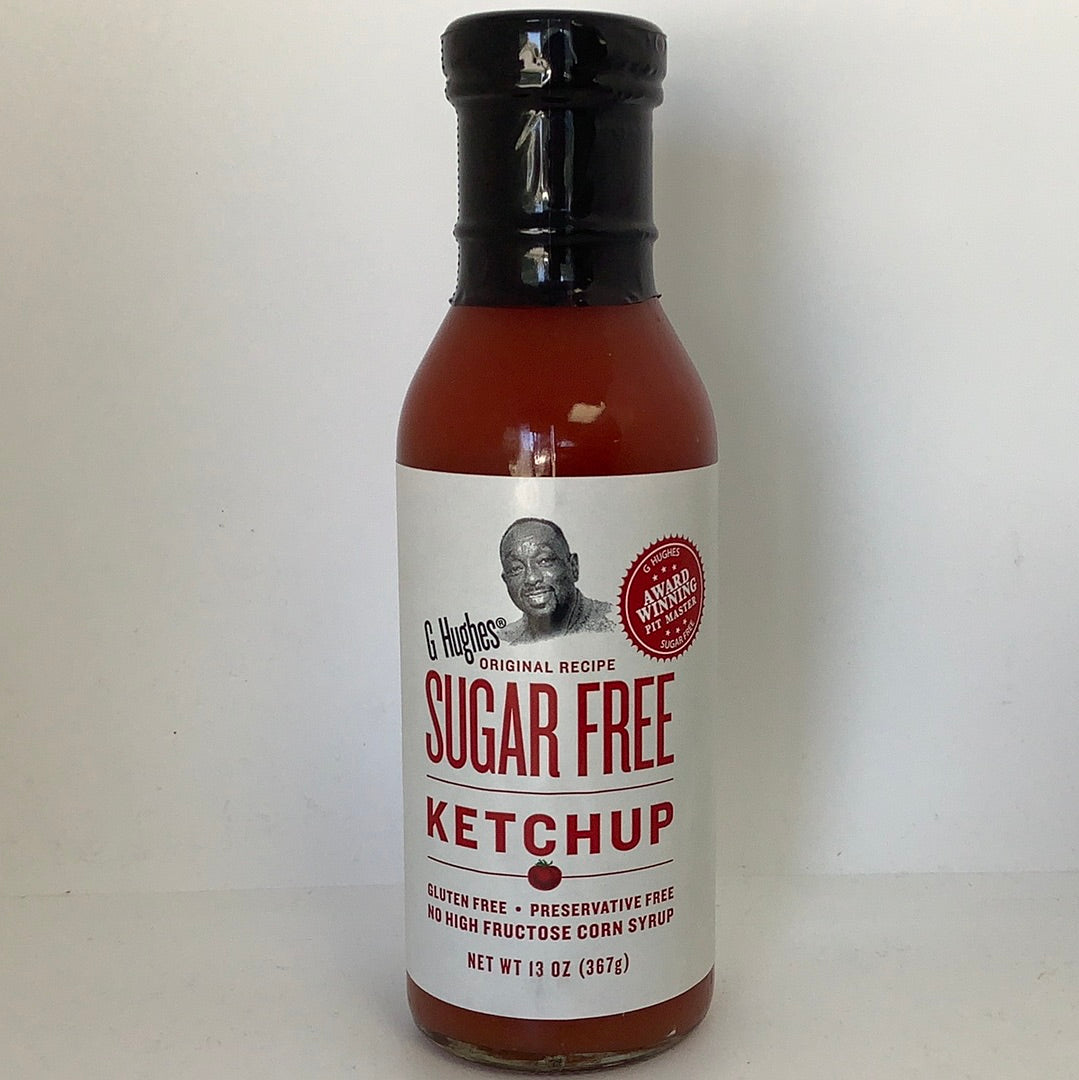 G HUGHES
AWARD
WINNING
PIT MASTER
SUGAR FREE
G Hughes®
ORIGINAL RECIPE
SUGAR FREE
KETCHUP
GLUTEN FREE • PRESERVATIVE FREE
NO HIGH FRUCTOSE CORN SYRUP
NET WT 13 OZ (367g)